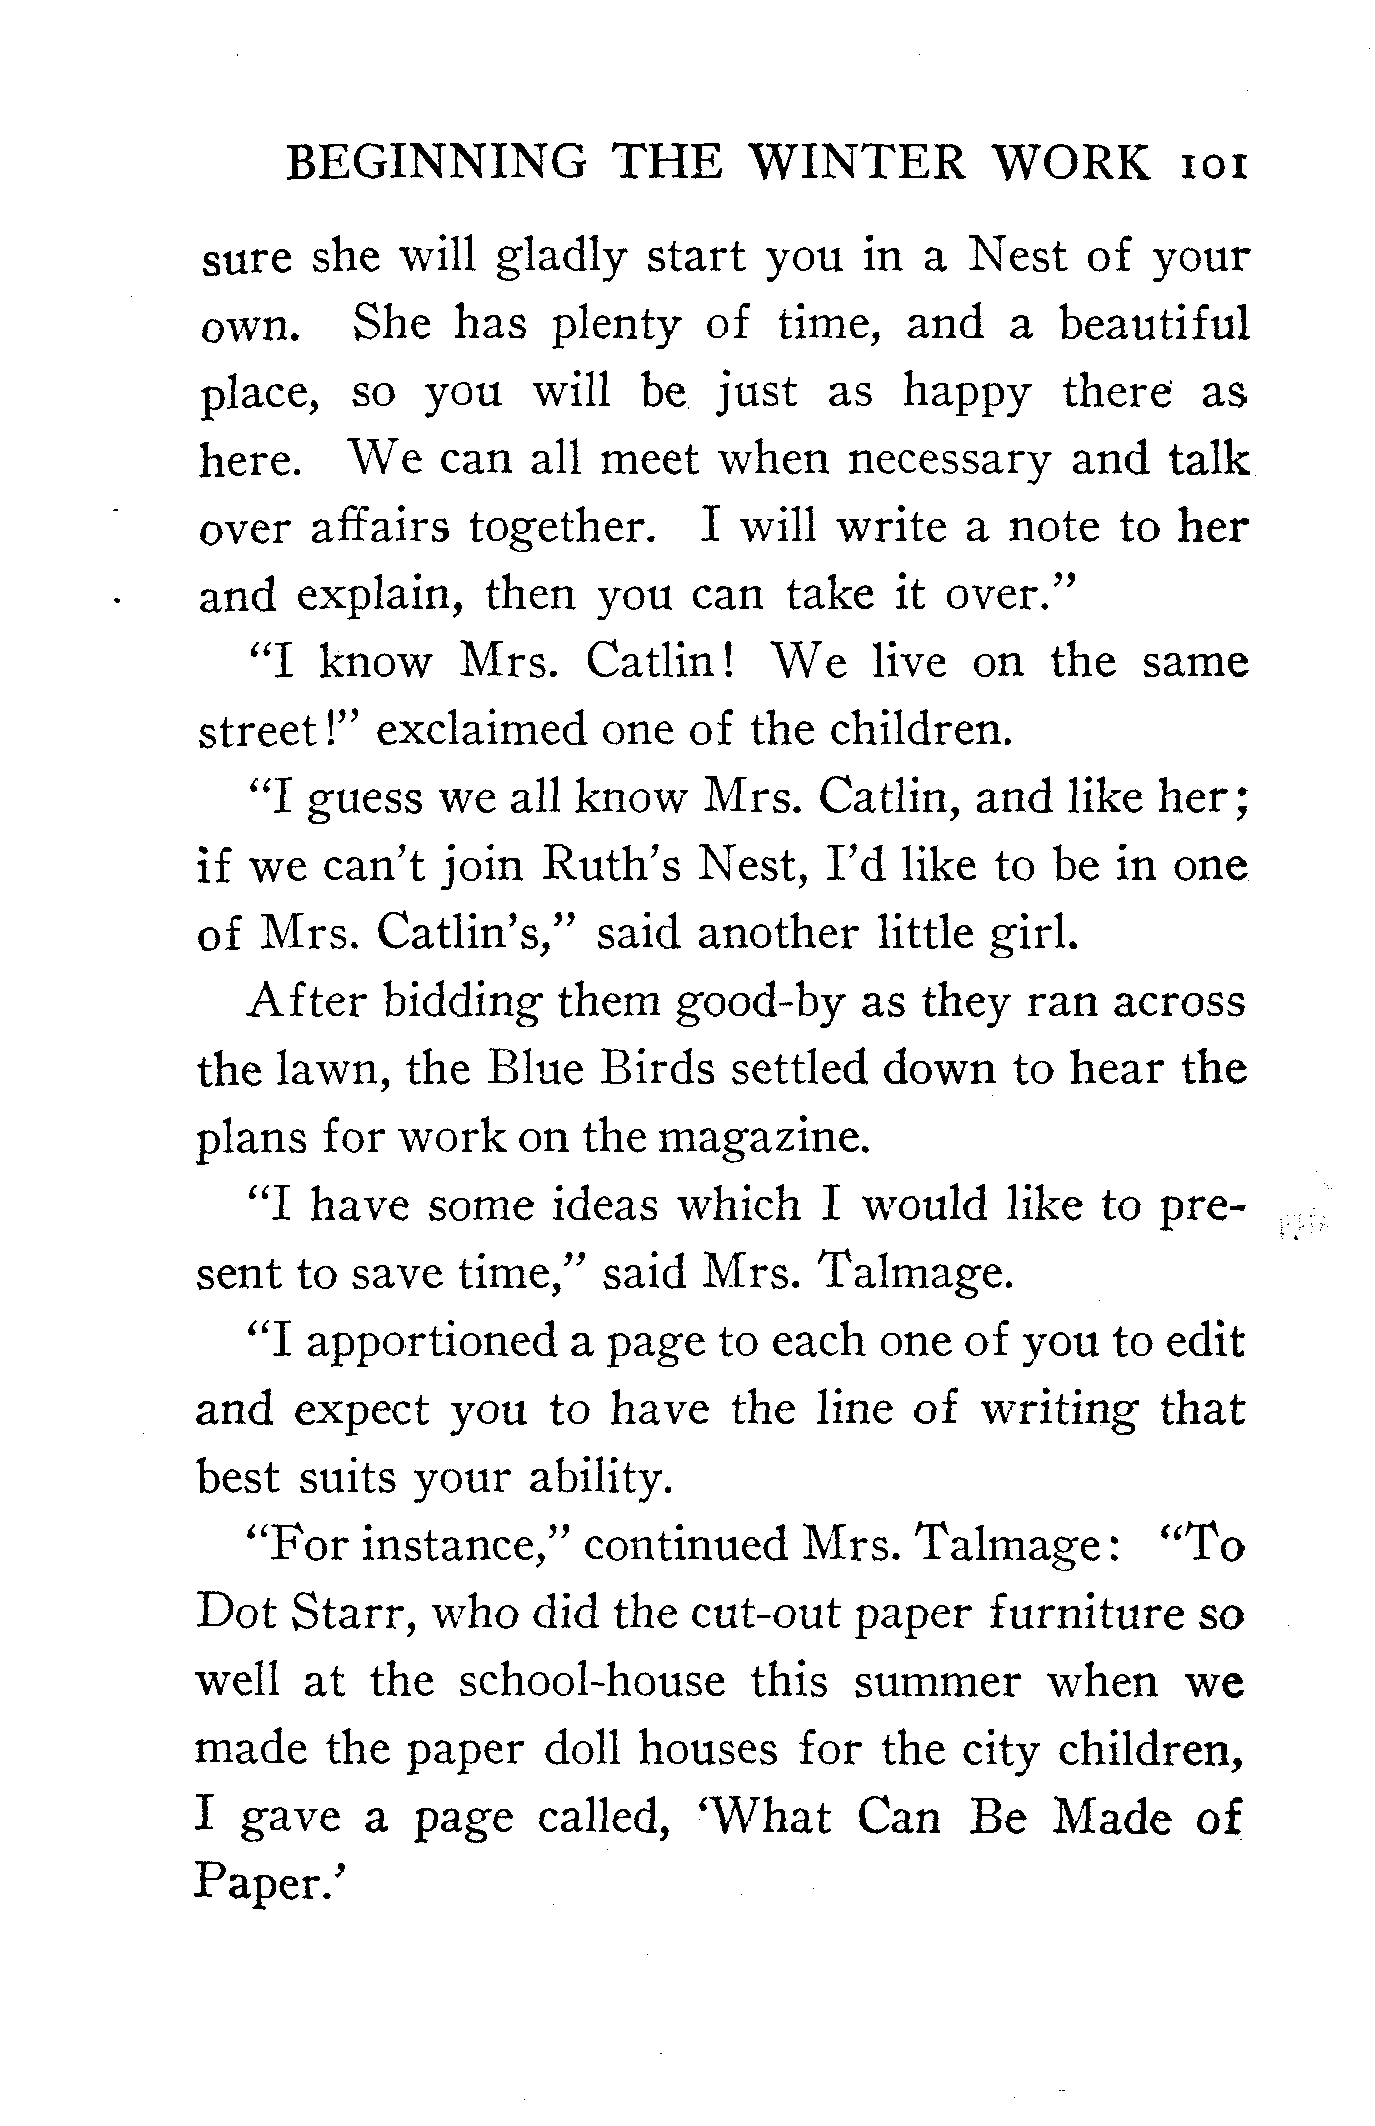 BEGINNING THE WINTER WORK 101
sure she will gladly start you in a Nest of your
own. She has plenty of time, and a beautiful
place, so you will be just as happy there as
here. We can all meet when necessary and talk
over affairs together. I will write a note to her
and explain, then you can take it over.”
“I know Mrs. Catlin! We live on the same
street!” exclaimed one of the children.
“I guess we all know Mrs. Catlin, and like her;
if we can’t join Ruth’s Nest, I’d like to be in one
of Mrs. Catlin’s,” said another little girl.
After bidding them good-by as they ran across
the lawn, the Blue Birds settled down to hear the
plans for work on the magazine.
“I have some ideas which I would like to pre-
sent to save time,” said Mrs. Talmage.
“I apportioned a page to each one of you to edit
and expect you to have the line of writing that
best suits your ability.
“For instance,” continued Mrs. Talmage: “To
Dot Starr, who did the cut-out paper furniture so
well at the school-house this summer when we
made the paper doll houses for the city children,
I gave a page called, ‘What Can Be Made of
Paper.’